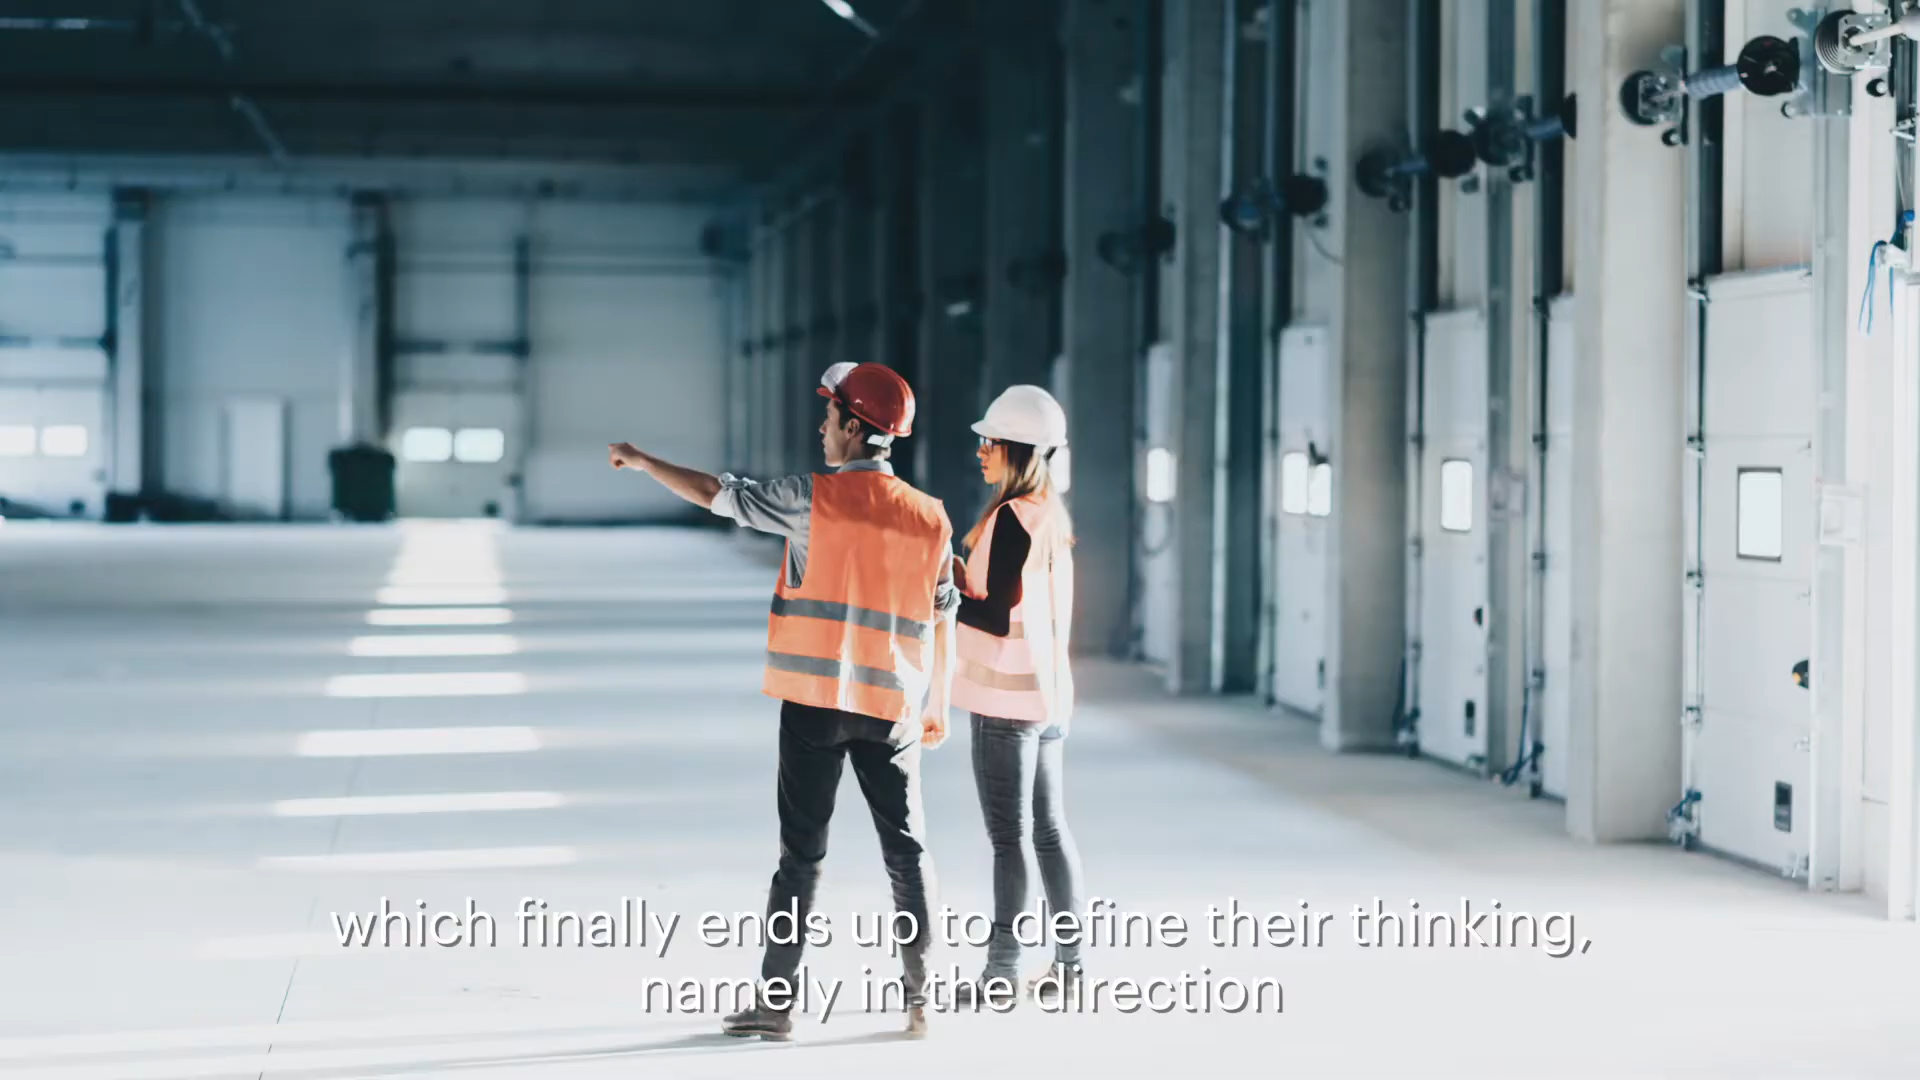 which finally ends up to define their thinking,
namely in the direction